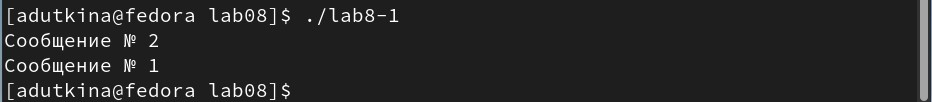 [adutkina@fedora lab08]$ ./lab8-1
Сообщение № 2
Сообщение № 1
[adutkina@fedora lab08]$